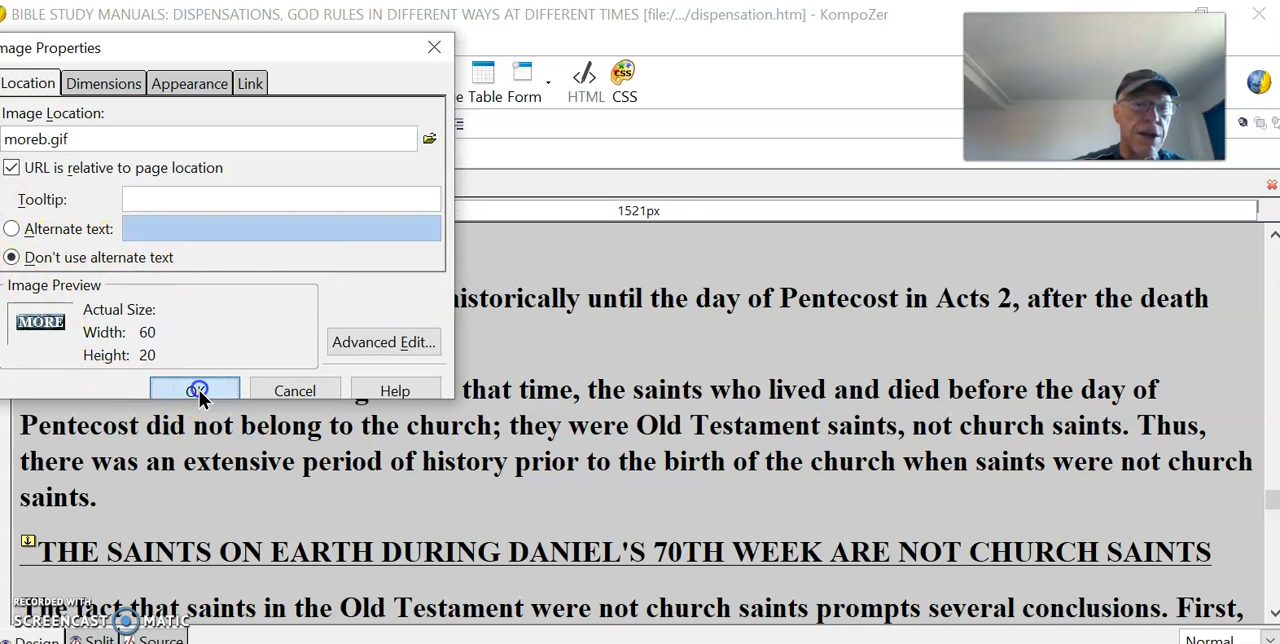 BIBLE STUDY MANUALS: DISPENSATIONS, GOD RULES IN DIFFERENT WAYS AT DIFFERENT TIMES [file:/.../dispensation.htm] - KompoZer
mage Properties
Location Dimensions Appearance Link
Table Form HTML CSS
Image Location:
moreb.gif
URL is relative to page location
Tooltip:
1521px
Alternate text:
Don't use alternate text
Image Preview
Actual Size:
MORE
Width: 60
Height: 20
Advanced Edit...
OK Cancel Help
historically until the day of Pentecost in Acts 2, after the death
that time, the saints who lived and died before the day of
Pentecost did not belong to the church; they were Old Testament saints, not church saints. Thus,
there was an extensive period of history prior to the birth of the church when saints were not church
saints.
THE SAINTS ON EARTH DURING DANIEL'S 70TH WEEK ARE NOT CHURCH SAINTS
The fact that saints in the Old Testament were not church saints prompts several conclusions. First,
RECORDED WITH
SCREENCAST MATIC
Design Split Source
Normal